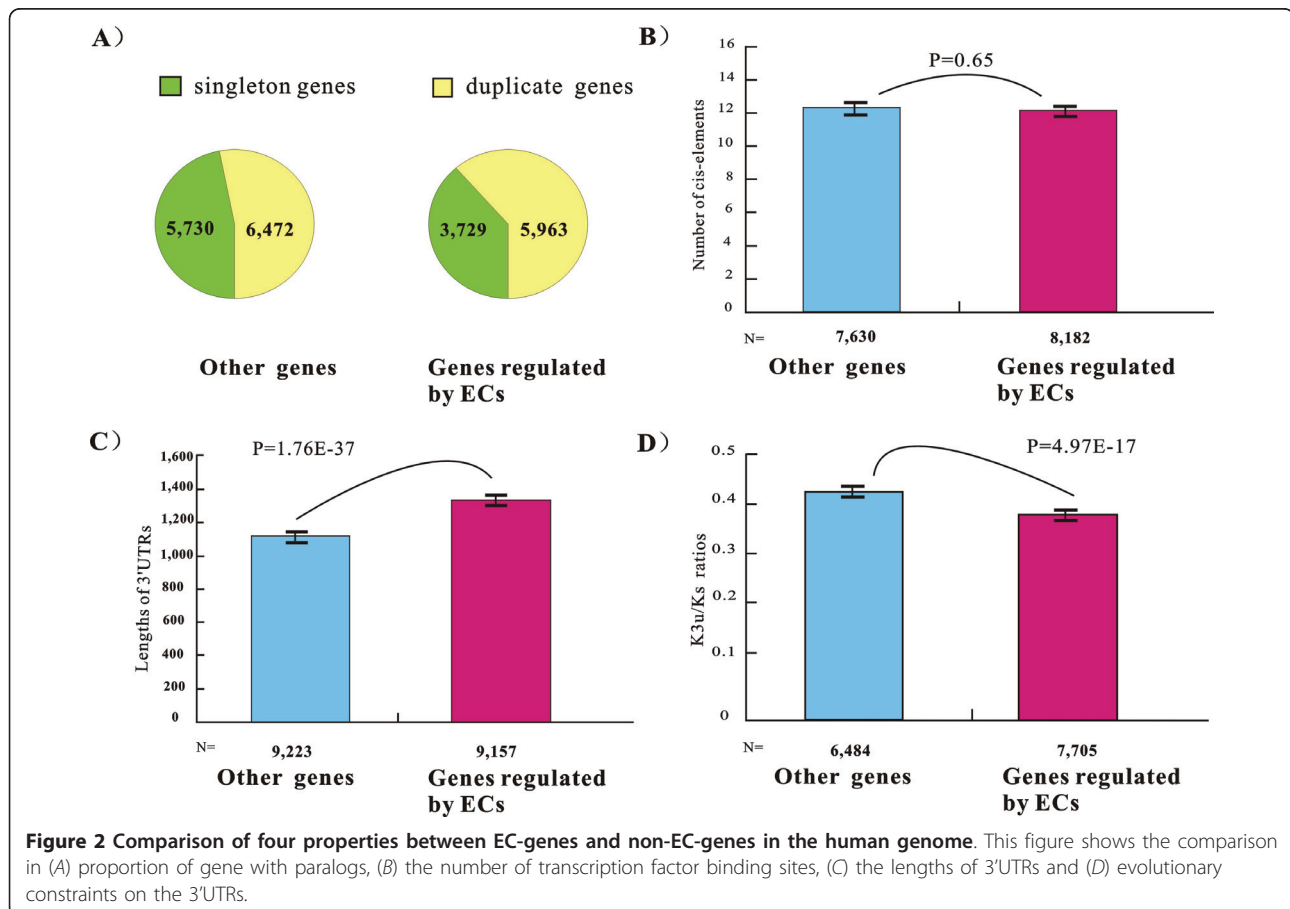 A)
singleton genes
duplicate genes
5,730
6,472
3,729
5,963
Other genes
Genes regulated
by ECs
B)
P=0.65
Number of cis-elements
16
14
12
10
8
6
4
2
0
N=
7,630
8,182
Other genes
Genes regulated
by ECs
C)
P=1.76E-37
Lengths of 3'UTRs
1,600
1,400
1,200
1,000
800
600
400
200
0
N=
9,223
9,157
Other genes
Genes regulated
by ECs
D)
P=4.97E-17
K3u/Ks ratios
0.5
0.4
0.3
0.2
0.1
0
N=
6,484
7,705
Other genes
Genes regulated
by ECs
Figure 2 Comparison of four properties between EC-genes and non-EC-genes in the human genome. This figure shows the comparison
in (A) proportion of gene with paralogs, (B) the number of transcription factor binding sites, (C) the lengths of 3'UTRs and (D) evolutionary
constraints on the 3'UTRs.